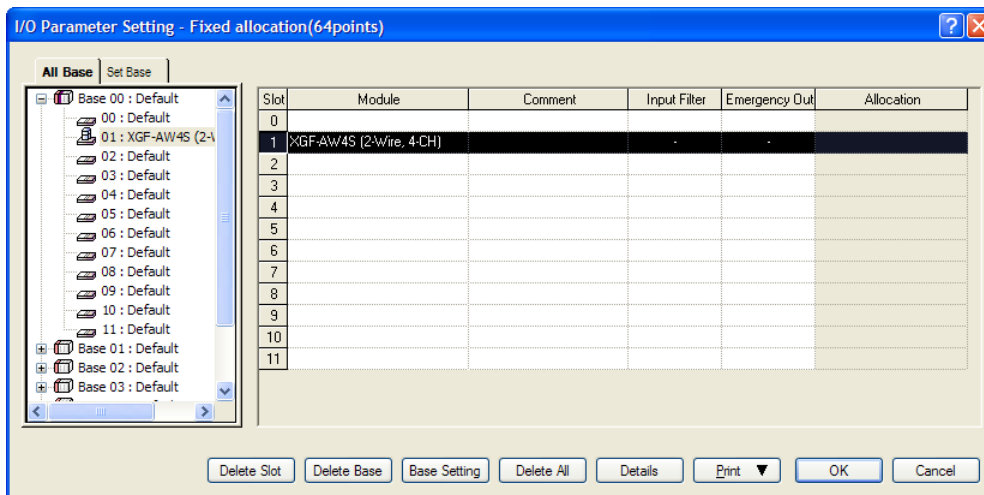 I/O Parameter Setting - Fixed allocation(64points)
All Base Set Base
Base 00 : Default
00 : Default
01 : XGF-AW4S (2-W
02 : Default
03 : Default
04 : Default
05 : Default
06 : Default
07 : Default
08 : Default
09 : Default
10 : Default
11 : Default
Base 01 : Default
Base 02 : Default
Base 03 : Default
Slot Module Comment Input Filter Emergency Out Allocation
0
1 XGF-AW4S (2-Wire, 4-CH) - -
2
3
4
5
6
7
8
9
10
11
Delete Slot Delete Base Base Setting Delete All Details Print ▼ OK Cancel